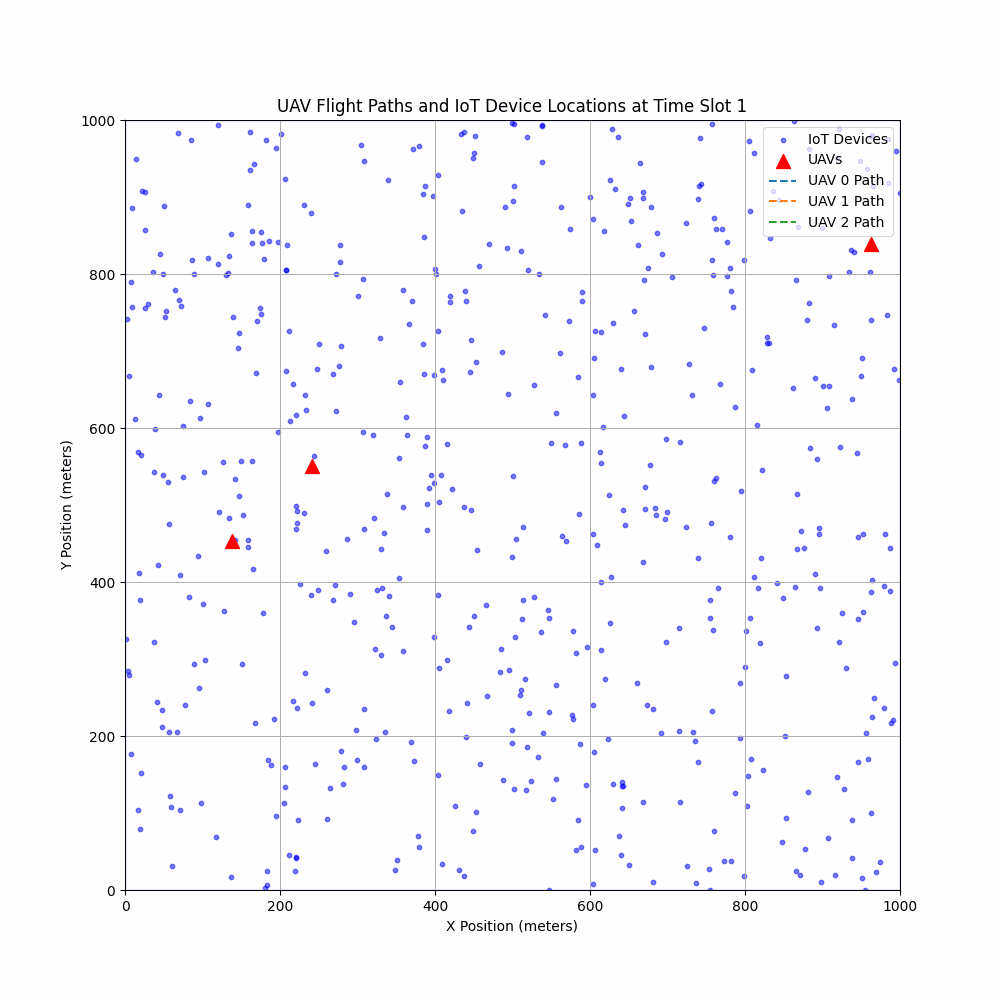 UAV Flight Paths and IoT Device Locations at Time Slot 1
IoT Devices
UAVs
UAV 0 Path
UAV 1 Path
UAV 2 Path
1000
800
600
400
200
0
Y Position (meters)
0 200 400 600 800 1000
X Position (meters)